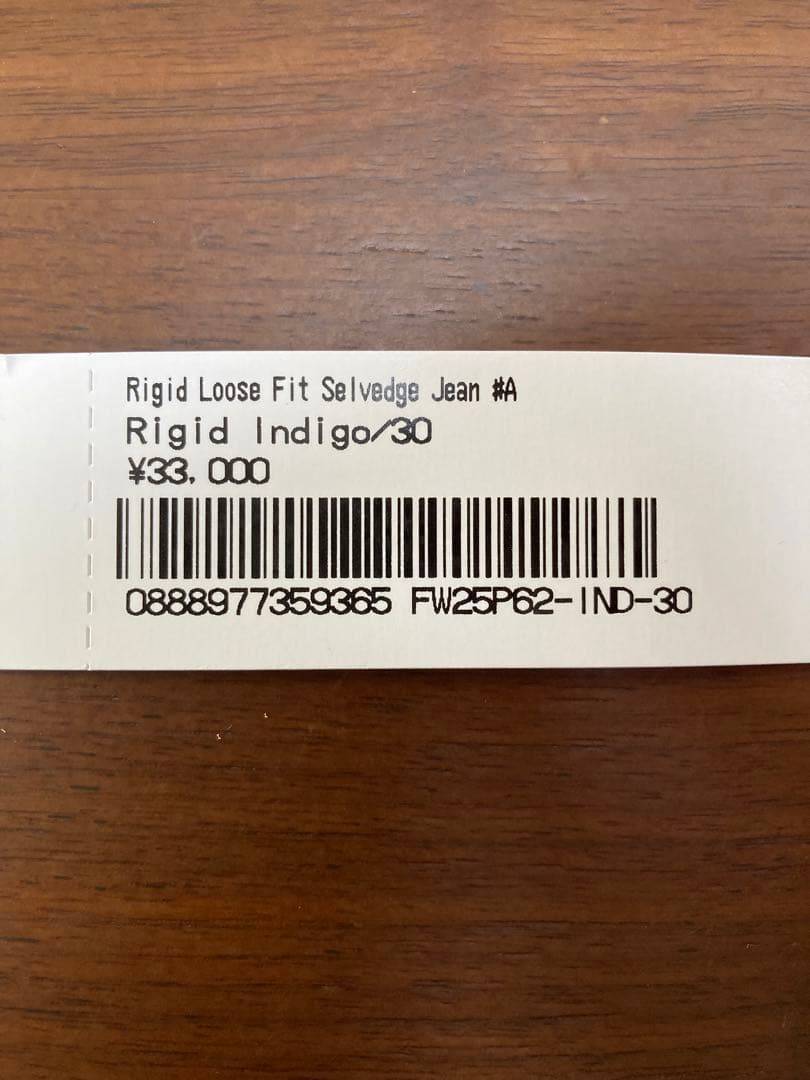 Rigid Loose Fit Selvedge Jean #A
Rigid Indigo/30
¥33,000
0888977359365 FW25P62-IND-30